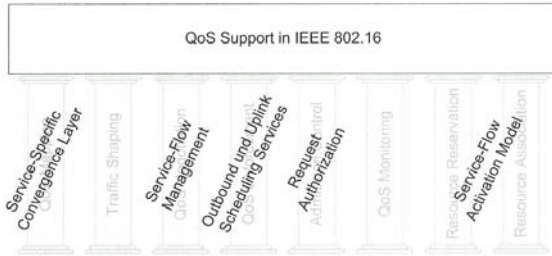 QoS Support in IEEE 802.16
Service-Specific
Convergence Layer
Traffic Shaping
Service-Flow
Management
Outbound und Uplink
Scheduling Services
Request
Authorization
Control
QoS Monitoring
Resource Reservation
Service-Flow
Activation Model
Resource Association